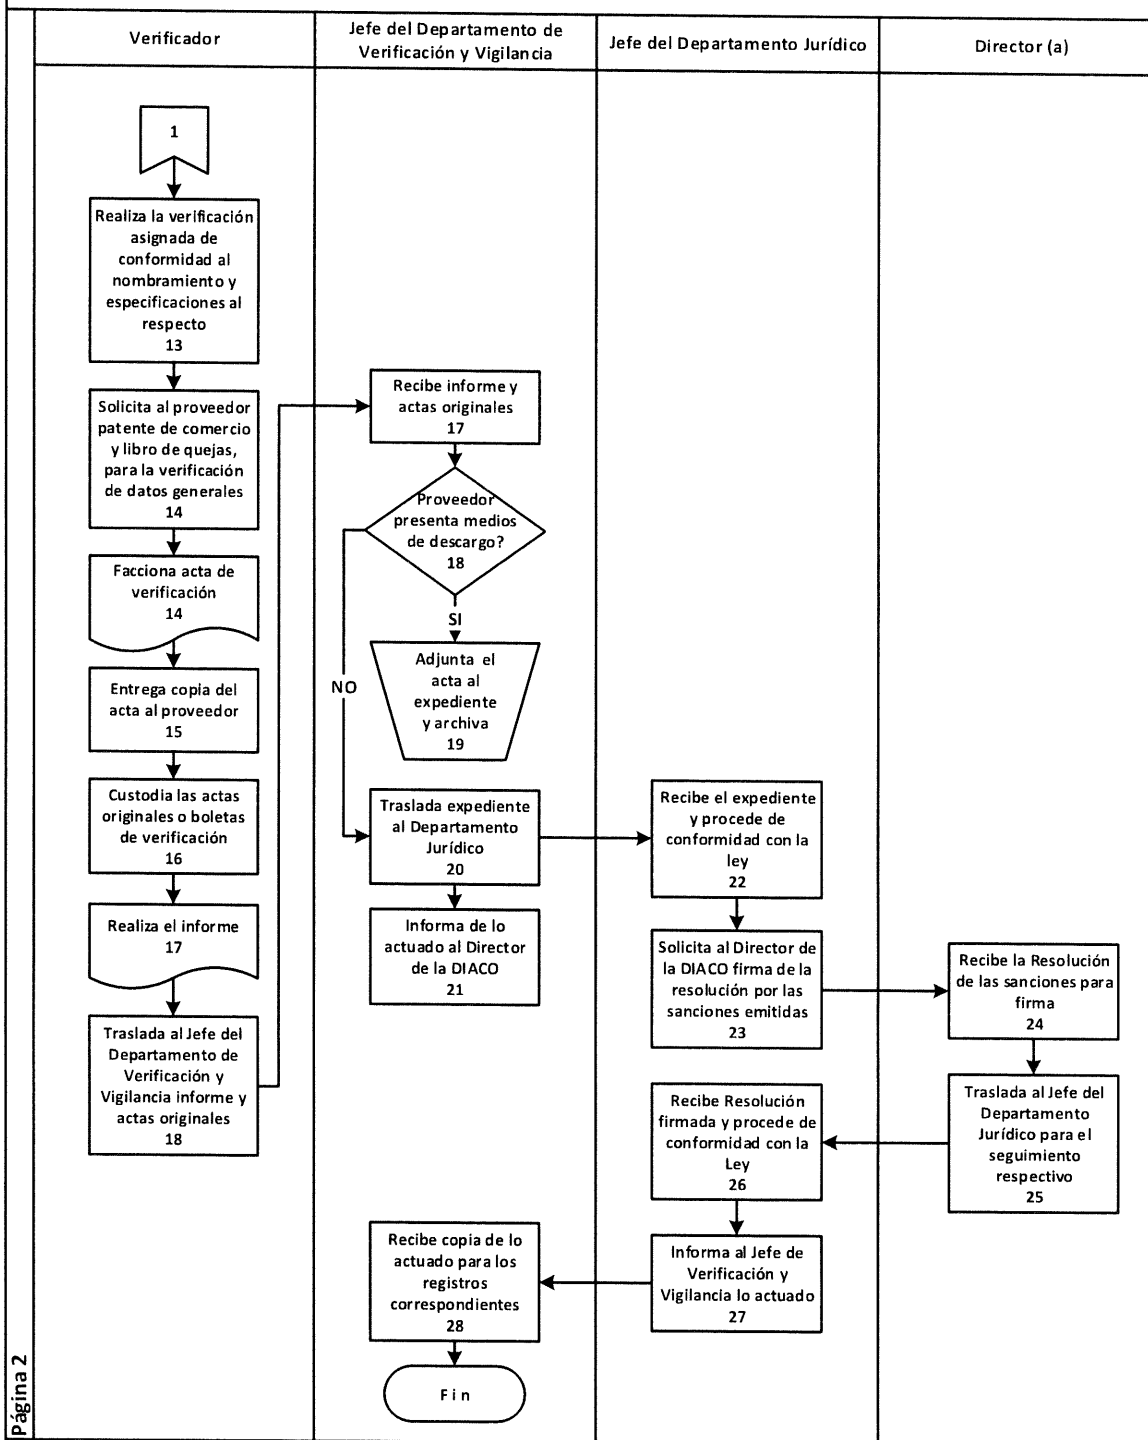 Verificador
Jefe del Departamento de
Verificación y Vigilancia
Jefe del Departamento Jurídico
Director (a)
1
Realiza la verificación
asignada de
conformidad al
nombramiento y
especificaciones al
respecto
13
Solicita al proveedor
patente de comercio
y libro de quejas,
para la verificación
de datos generales
14
Facciona acta de
verificación
14
Entrega copia del
acta al proveedor
15
Custodia las actas
originales o boletas
de verificación
16
Realiza el informe
17
Traslada al Jefe del
Departamento de
Verificación y
Vigilancia informe y
actas originales
18
Recibe informe y
actas originales
17
Proveedor
presenta medios
de descargo?
18
SI
NO
Adjunta el
acta al
expediente
y archiva
19
Traslada expediente
al Departamento
Jurídico
20
Informa de lo
actuado al Director
de la DIACO
21
Recibe el expediente
y procede de
conformidad con la
ley
22
Solicita al Director de
la DIACO firma de la
resolución por las
sanciones emitidas
23
Recibe la Resolución
de las sanciones para
firma
24
Traslada al Jefe del
Departamento
Jurídico para el
seguimiento
respectivo
25
Recibe Resolución
firmada y procede de
conformidad con la
Ley
26
Informa al Jefe de
Verificación y
Vigilancia lo actuado
27
Recibe copia de lo
actuado para los
registros
correspondientes
28
Fin
Página 2